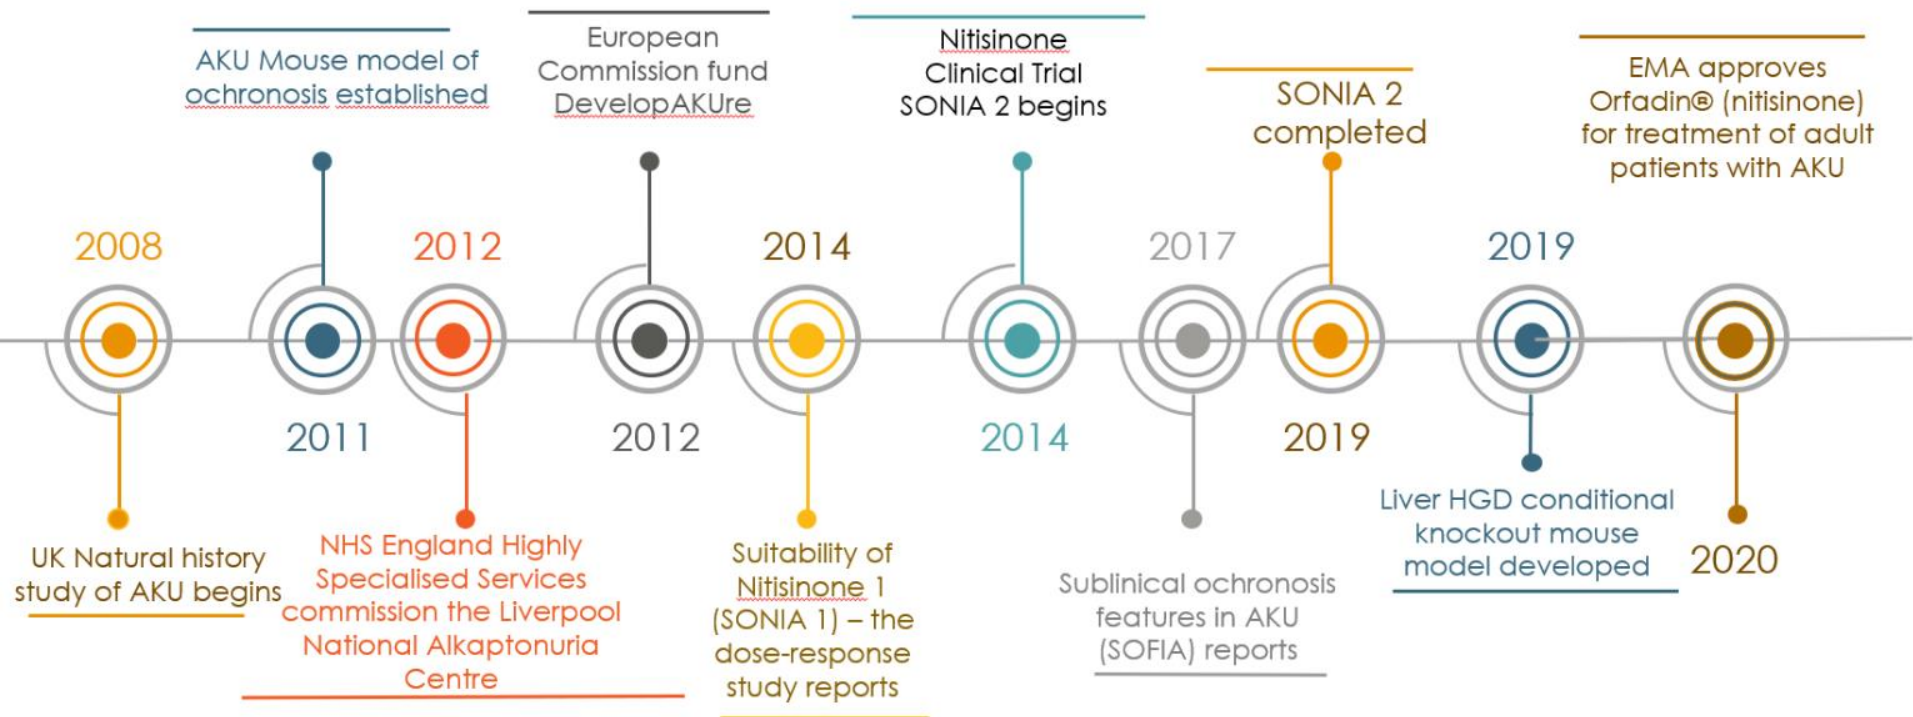 2008
UK Natural history
study of AKU begins
AKU Mouse model of
ochronosis established
2011
2012
NHS England Highly
Specialised Services
commission the Liverpool
National Alkaptonuria
Centre
European
Commission fund
DevelopAKUre
2012
2014
Suitability of
Nitisinone 1
(SONIA 1) – the
dose-response
study reports
Nitisinone
Clinical Trial
SONIA 2 begins
2014
2017
Sublinical ochronosis
features in AKU
(SOFIA) reports
SONIA 2
completed
2019
2019
Liver HGD conditional
knockout mouse
model developed
EMA approves
Orfadin® (nitisinone)
for treatment of adult
patients with AKU
2020